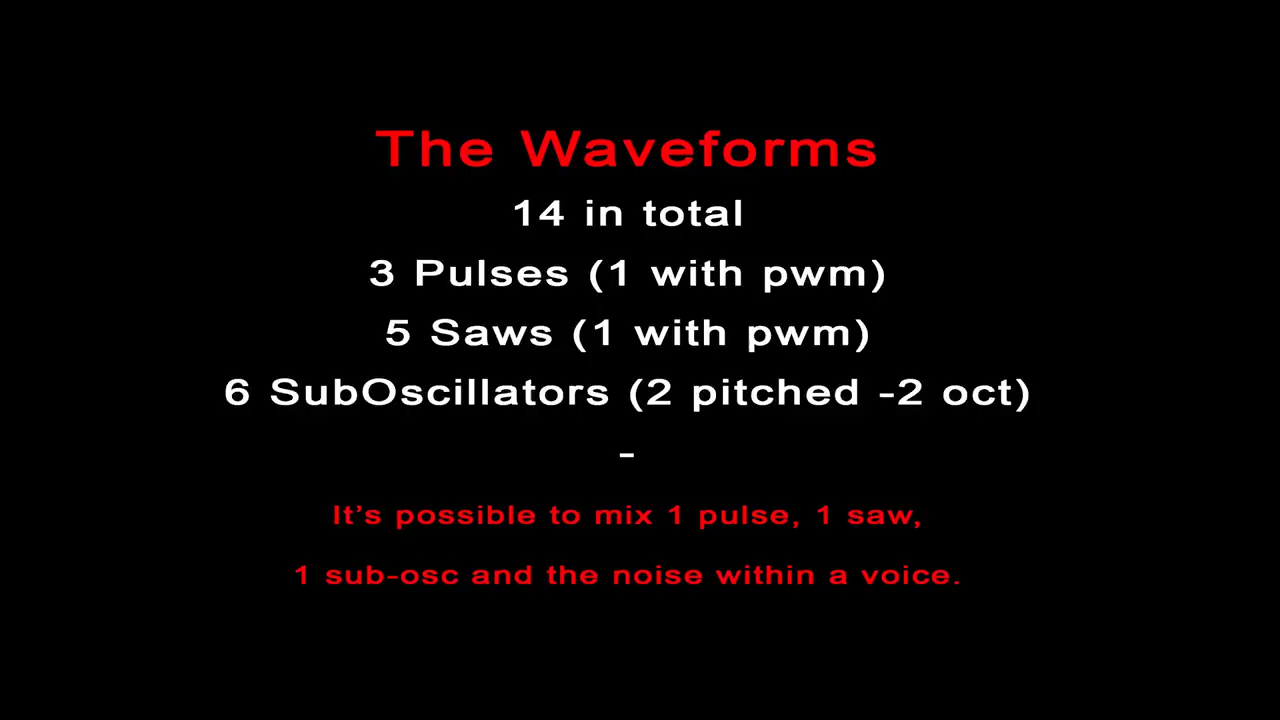 The Waveforms
14 in total
3 Pulses (1 with pwm)
5 Saws (1 with pwm)
6 SubOscillators (2 pitched -2 oct)
-
It’s possible to mix 1 pulse, 1 saw,
1 sub-osc and the noise within a voice.